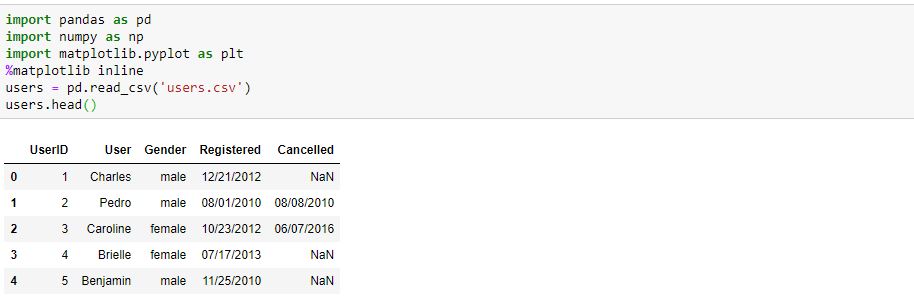 import pandas as pd
import numpy as np
import matplotlib.pyplot as plt
%matplotlib inline
users = pd.read_csv('users.csv')
users.head()
UserID User Gender Registered Cancelled
0 1 Charles male 12/21/2012 NaN
1 2 Pedro male 08/01/2010 08/08/2010
2 3 Caroline female 10/23/2012 06/07/2016
3 4 Brielle female 07/17/2013 NaN
4 5 Benjamin male 11/25/2010 NaN